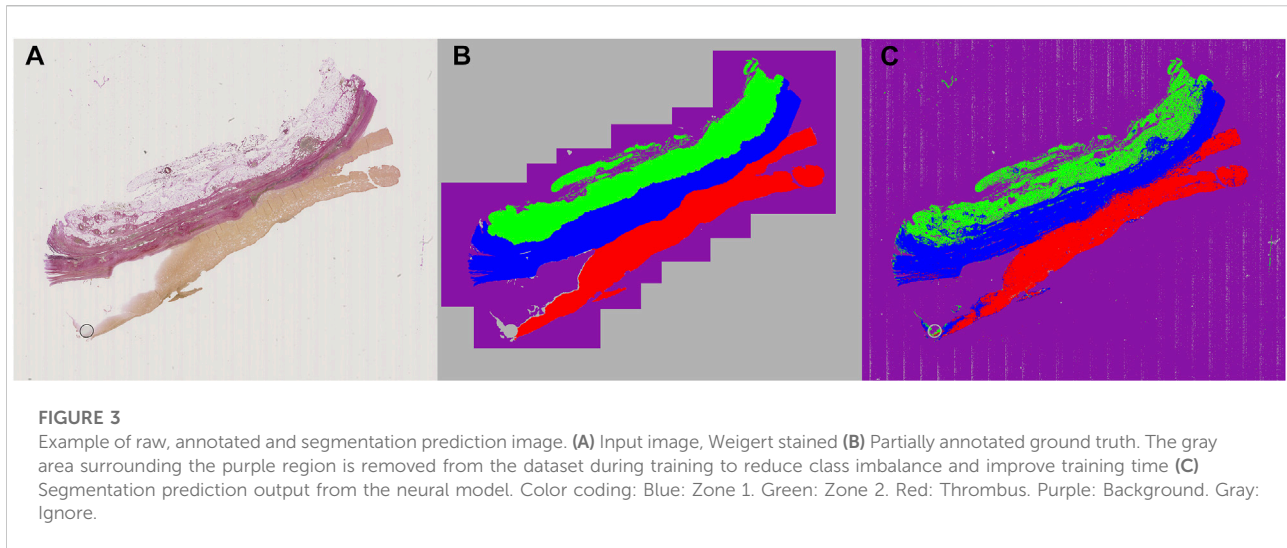 A B C
FIGURE 3
Example of raw, annotated and segmentation prediction image. (A) Input image, Weigert stained (B) Partially annotated ground truth. The gray
area surrounding the purple region is removed from the dataset during training to reduce class imbalance and improve training time (C)
Segmentation prediction output from the neural model. Color coding: Blue: Zone 1. Green: Zone 2. Red: Thrombus. Purple: Background. Gray:
Ignore.